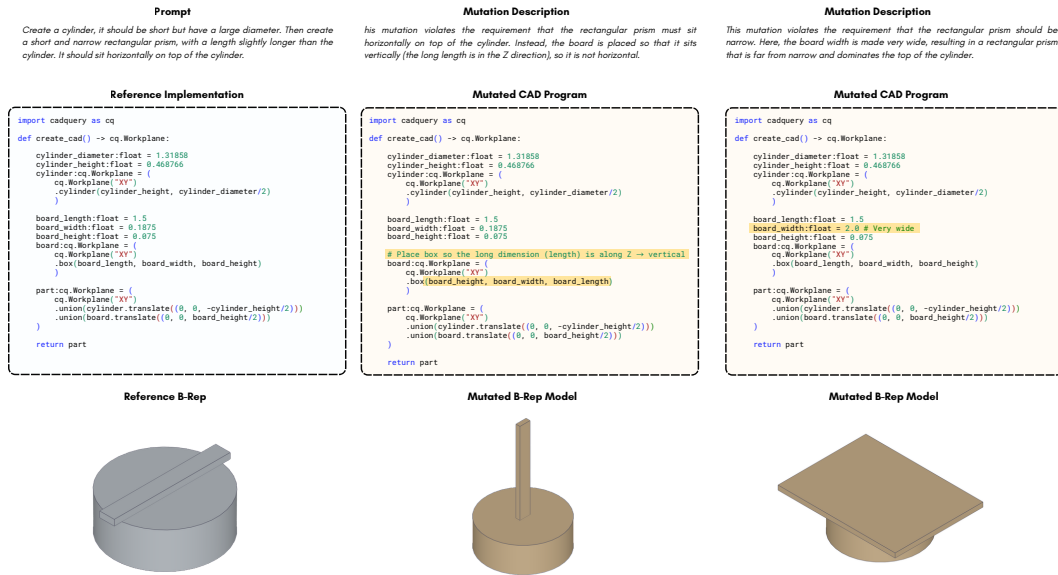 Prompt
Create a cylinder, it should be short but have a large diameter. Then create
a short and narrow rectangular prism, with a length slightly longer than the
cylinder. It should sit horizontally on top of the cylinder.
Reference Implementation
import cadquery as cq
def create_cad() -> cq.Workplane:
cylinder_diameter:float = 1.31858
cylinder_height:float = 0.468766
cylinder:cq.Workplane = (
cq.Workplane("XY")
.cylinder(cylinder_height, cylinder_diameter/2)
)
board_length:float = 1.5
board_width:float = 0.1875
board_height:float = 0.075
board:cq.Workplane = (
cq.Workplane("XY")
.box(board_length, board_width, board_height)
)
part:cq.Workplane = (
cq.Workplane("XY")
.union(cylinder.translate((0, 0, -cylinder_height/2)))
.union(board.translate((0, 0, board_height/2)))
)
return part
Reference B-Rep
Mutation Description
his mutation violates the requirement that the rectangular prism must sit
horizontally on top of the cylinder. Instead, the board is placed so that it sits
vertically (the long length is in the Z direction), so it is not horizontal.
Mutated CAD Program
import cadquery as cq
def create_cad() -> cq.Workplane:
cylinder_diameter:float = 1.31858
cylinder_height:float = 0.468766
cylinder:cq.Workplane = (
cq.Workplane("XY")
.cylinder(cylinder_height, cylinder_diameter/2)
)
board_length:float = 1.5
board_width:float = 0.1875
board_height:float = 0.075
# Place box so the long dimension (length) is along Z → vertical
board:cq.Workplane = (
cq.Workplane("XY")
.box(board_height, board_width, board_length)
)
part:cq.Workplane = (
cq.Workplane("XY")
.union(cylinder.translate((0, 0, -cylinder_height/2)))
.union(board.translate((0, 0, board_height/2)))
)
return part
Mutated B-Rep Model
Mutation Description
This mutation violates the requirement that the rectangular prism should be
narrow. Here, the board width is made very wide, resulting in a rectangular prism
that is far from narrow and dominates the top of the cylinder.
Mutated CAD Program
import cadquery as cq
def create_cad() -> cq.Workplane:
cylinder_diameter:float = 1.31858
cylinder_height:float = 0.468766
cylinder:cq.Workplane = (
cq.Workplane("XY")
.cylinder(cylinder_height, cylinder_diameter/2)
)
board_length:float = 1.5
board_width:float = 2.0 # Very wide
board_height:float = 0.075
board:cq.Workplane = (
cq.Workplane("XY")
.box(board_length, board_width, board_height)
)
part:cq.Workplane = (
cq.Workplane("XY")
.union(cylinder.translate((0, 0, -cylinder_height/2)))
.union(board.translate((0, 0, board_height/2)))
)
return part
Mutated B-Rep Model